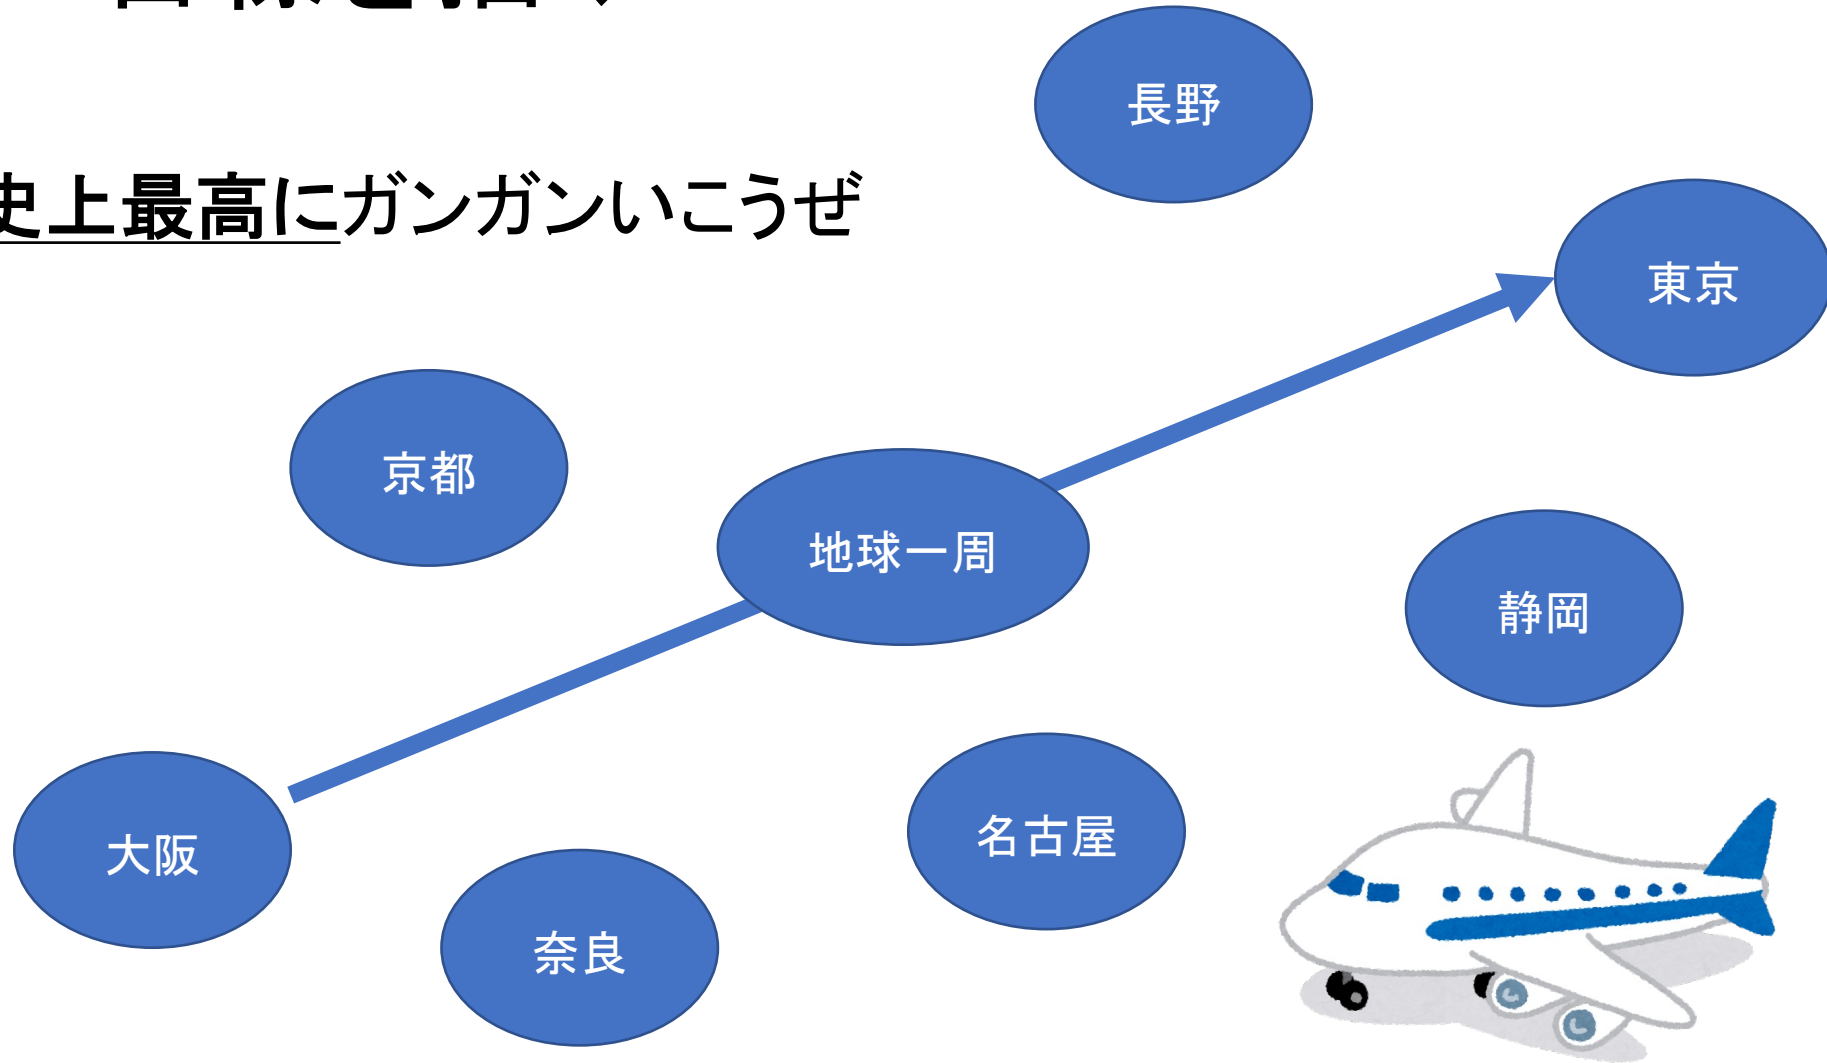 史上最高にガンガンいこうぜ
長野
東京
京都
地球一周
静岡
大阪
名古屋
奈良